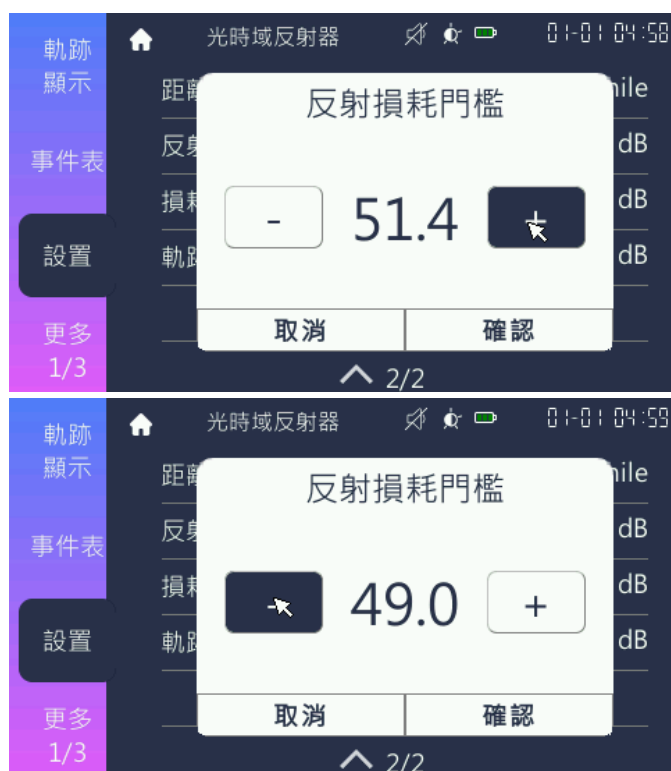 軌跡
顯示
事件表
設置
更多
1/3
光時域反射器
01-01 04:58
距離
mile
反射
dB
損耗
dB
軌跡
dB
反射損耗門檻
-
51.4
+
取消
確認
2/2
軌跡
顯示
事件表
設置
更多
1/3
光時域反射器
01-01 04:59
距離
mile
反射
dB
損耗
dB
軌跡
dB
反射損耗門檻
-
49.0
+
取消
確認
2/2